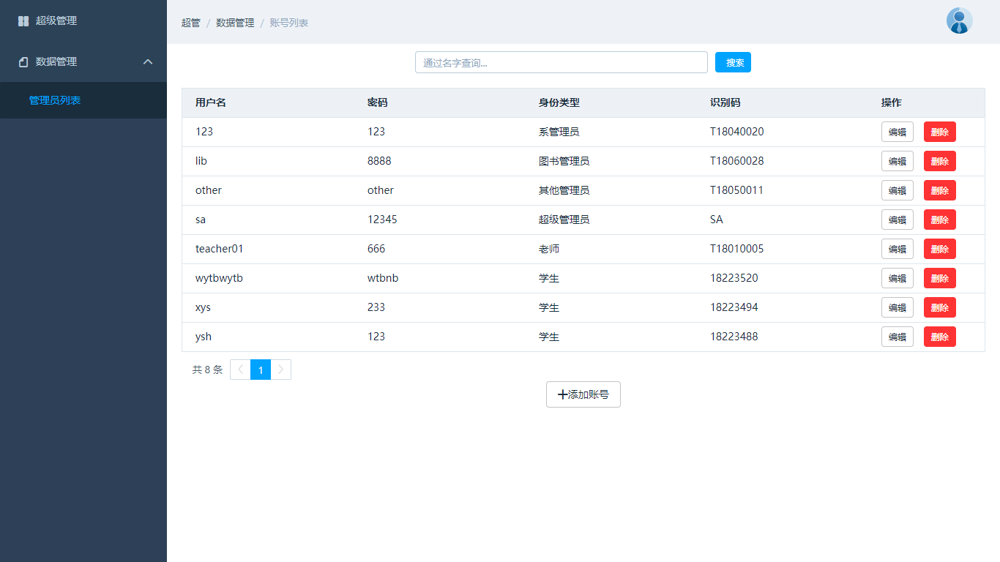 超级管理
数据管理
管理员列表
超管 / 数据管理 / 账号列表
通过名字查询... 搜索
用户名 密码 身份类型 识别码 操作
123 123 系管理员 T18040020 编辑 删除
lib 8888 图书管理员 T18060028 编辑 删除
other other 其他管理员 T18050011 编辑 删除
sa 12345 超级管理员 SA 编辑 删除
teacher01 666 老师 T18010005 编辑 删除
wytbwytb wtbnb 学生 18223520 编辑 删除
xys 233 学生 18223494 编辑 删除
ysh 123 学生 18223488 编辑 删除
共 8 条 1
添加账号